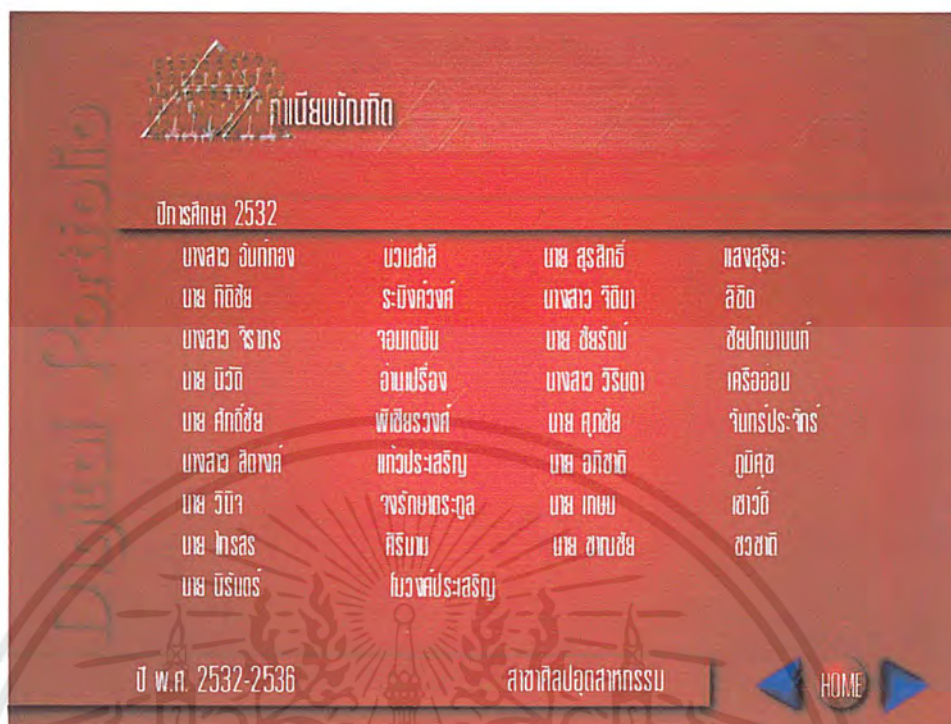 ทำเนียบบัณฑิต
Digital Portfolio
ปีการศึกษา 2532
นางสาว จันทกทอง ม่วนสำลี นาย สุรสิทธิ์ แสงสุริยะ
นาย กิติชัย ระมิงค์วงศ์ นางสาว จิตินา ลิขิต
นางสาว จิราภร จอมเดบิน นาย ชัยรัตน์ ชัยปัทมานนท์
นาย นิวัติ อ่านเปรื่อง นางสาว วิรินดา เครืออ่อน
นาย ศักดิ์ชัย พิเชียรวงศ์ นาย ศุภชัย จันทร์ประจักร์
นางสาว สิตางค์ แก้วประเสริญ นาย อภิชาติ ภูมิศุข
นาย วินิจ จงรักษาตระกูล นาย เกษม เชาว์ดี
นาย ไกรสร ศิรินาม นาย ชาญชัย ชวชาติ
นาย นิรันดร์ โนวงศ์ประเสริญ
ปี พ.ศ. 2532-2536 สาขาศิลปอุตสาหกรรม HOME